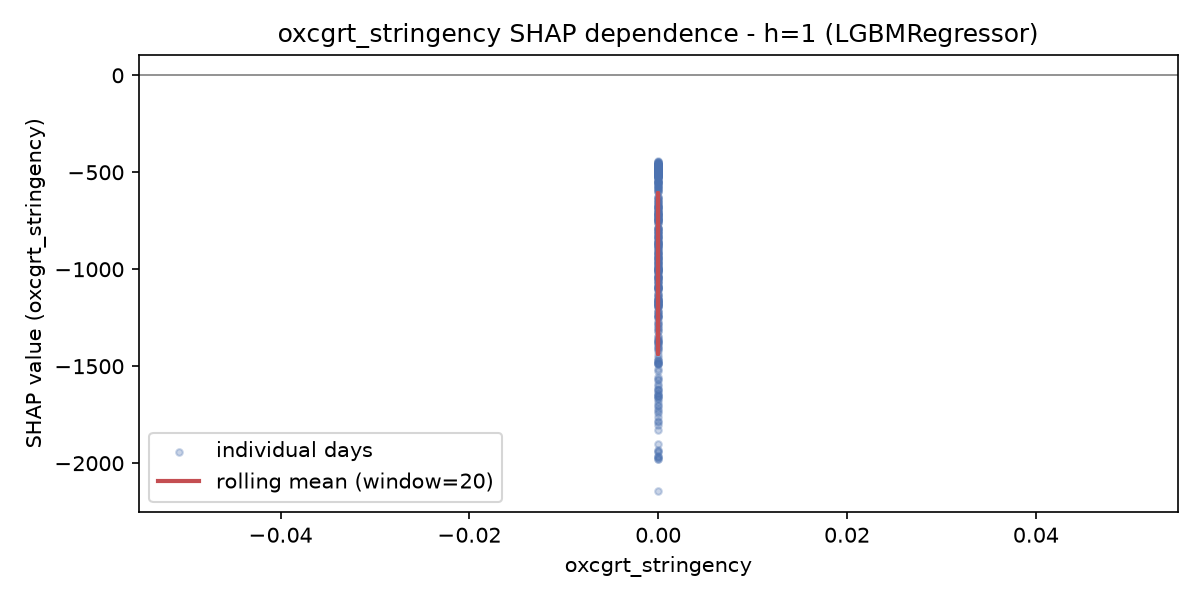 oxcgrt_stringency SHAP dependence - h=1 (LGBMRegressor)
SHAP value (oxcgrt_stringency)
0
−500
−1000
−1500
−2000
individual days
rolling mean (window=20)
−0.04
−0.02
0.00
0.02
0.04
oxcgrt_stringency